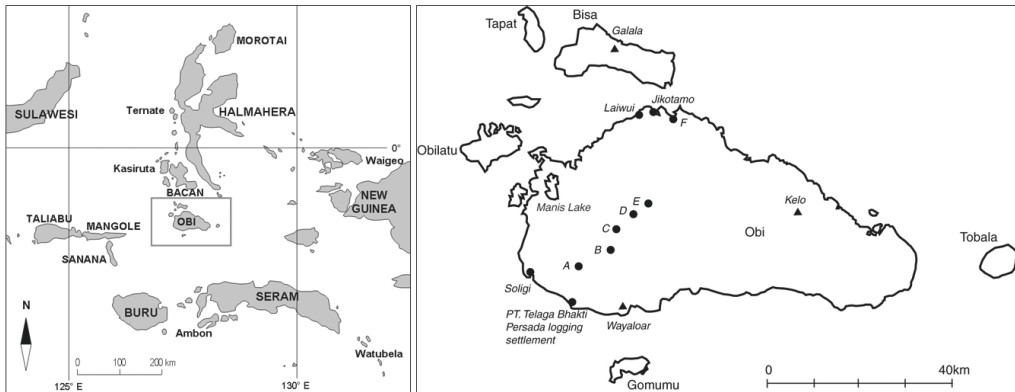 MOROTAI
SULAWESI
Ternate
HALMAHERA
0°
Kasiruta
Waigeo
BACAN
NEW
GUINEA
OBI
TALIABU
MANGOLE
SANANA
N
BURU
SERAM
Ambon
Watubela
0 100 200 km
125° E
130° E
Tapat
Bisa
Galala
Laiwui
Jikotamo
F
Obilatu
Manis Lake
E
D
Kelo
C
Obi
B
Tobala
A
Soligi
PT. Telaga Bhakti
Persada logging
settlement
Wayaloar
Gomumu
0
40km